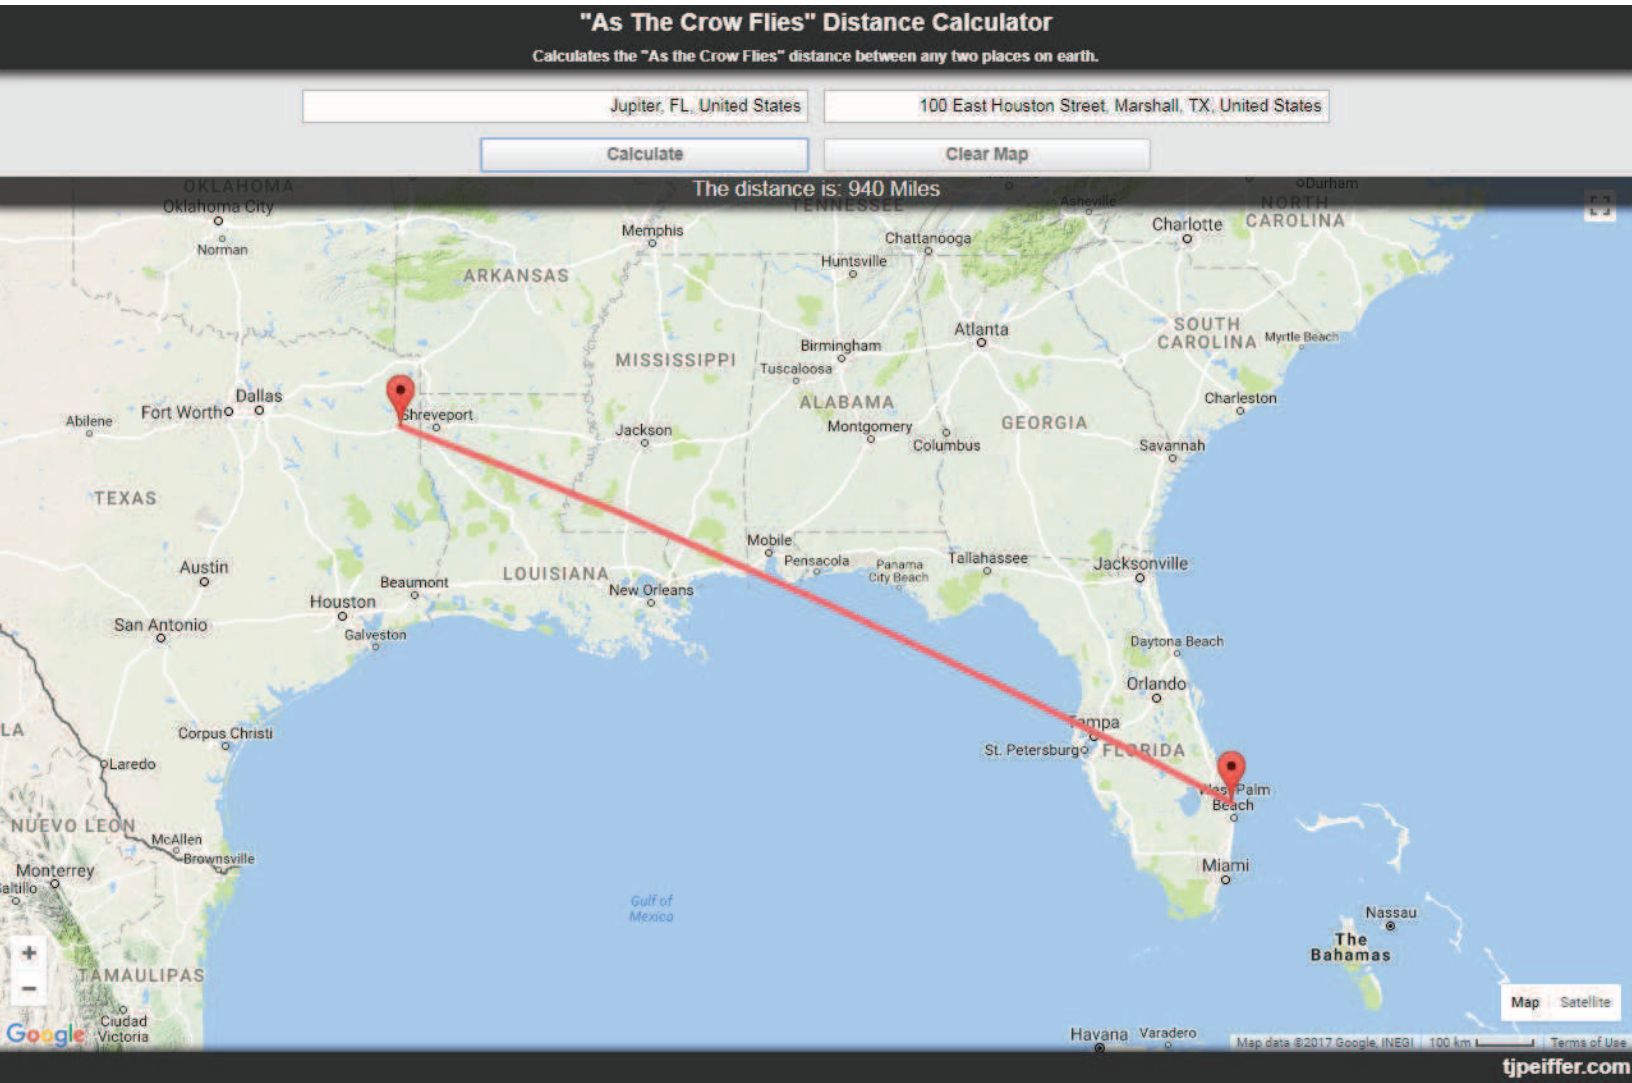 "As The Crow Flies" Distance Calculator
Calculates the "As the Crow Flies" distance between any two places on earth.
Jupiter, FL, United States
100 East Houston Street, Marshall, TX, United States
Calculate
Clear Map
The distance is: 940 Miles
OKLAHOMA
Oklahoma City
Norman
TENNESSEE
Asheville
Durham
NORTH
CAROLINA
Memphis
Chattanooga
Charlotte
Huntsville
ARKANSAS
Atlanta
SOUTH
CAROLINA
Myrtle Beach
Birmingham
MISSISSIPPI
Tuscaloosa
Dallas
Fort Worth
Abilene
Shreveport
Charleston
ALABAMA
Montgomery
GEORGIA
Jackson
Columbus
Savannah
TEXAS
Mobile
Pensacola
Panama
City Beach
Tallahassee
Jacksonville
Austin
LOUISIANA
Beaumont
New Orleans
Houston
San Antonio
Galveston
Daytona Beach
Orlando
Tampa
St. Petersburg
FLORIDA
LA
Corpus Christi
Laredo
West Palm
Beach
NUEVO LEON
McAllen
Brownsville
Monterrey
altillo
Miami
Gulf of
Mexico
Nassau
The
Bahamas
+
−
TAMAULIPAS
Ciudad
Victoria
Google
Map
Satellite
Havana
Varadero
Map data ©2017 Google, INEGI
100 km
Terms of Use
tjpeiffer.com